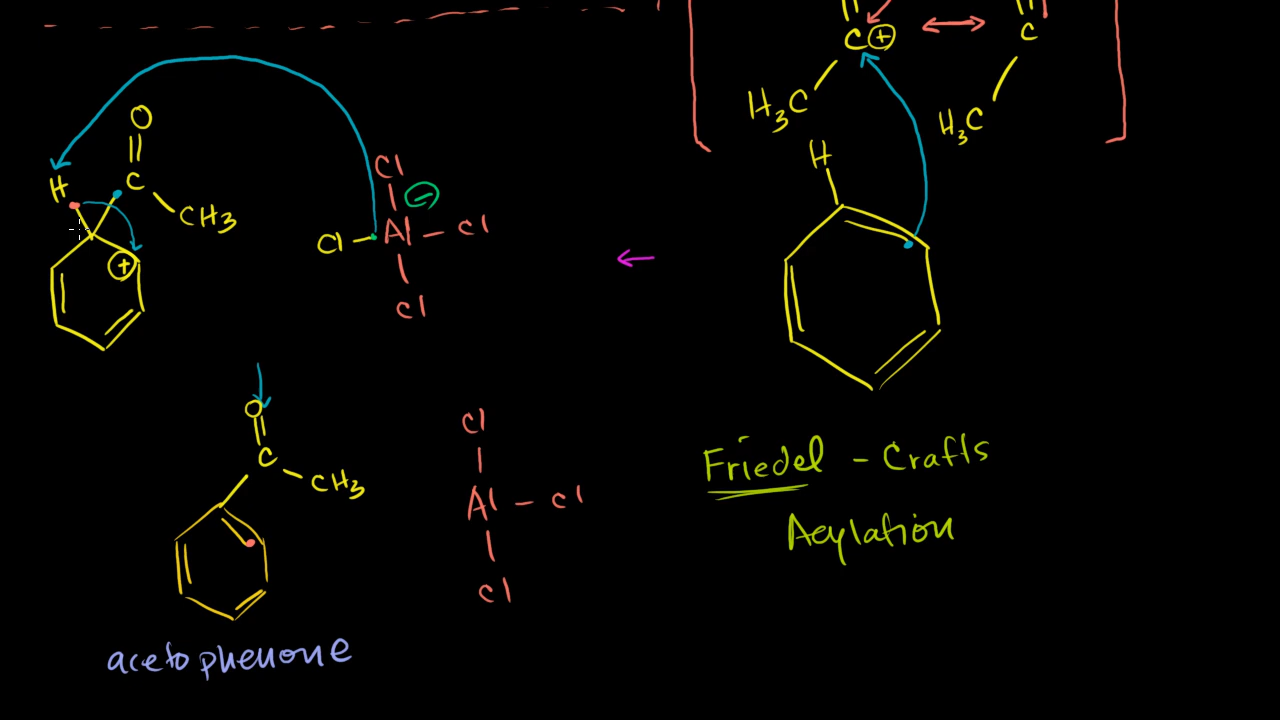 C + C
H3C H3C
H
O
H C CH3
Cl
Cl Al Cl −
Cl
+
O
C CH3
Cl
Al Cl
Cl
Friedel - Crafts
Acylation
acetophenone